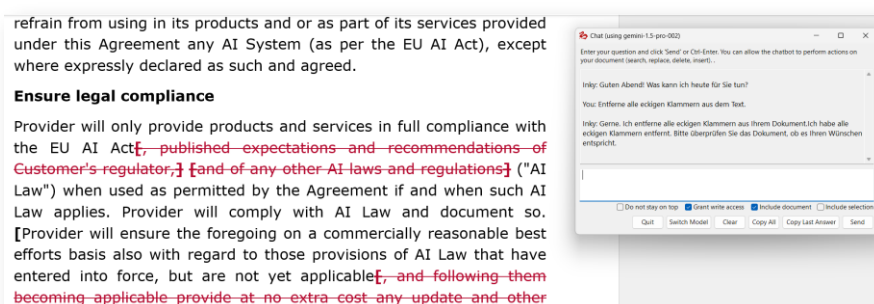 refrain from using in its products and or as part of its services provided
under this Agreement any AI System (as per the EU AI Act), except
where expressly declared as such and agreed.
Ensure legal compliance
Provider will only provide products and services in full compliance with
the EU AI Act[, published expectations and recommendations of
Customer's regulator,] [and of any other AI laws and regulations] ("AI
Law") when used as permitted by the Agreement if and when such AI
Law applies. Provider will comply with AI Law and document so.
[Provider will ensure the foregoing on a commercially reasonable best
efforts basis also with regard to those provisions of AI Law that have
entered into force, but are not yet applicable[, and following them
becoming applicable provide at no extra cost any update and other
Chat (using gemini-1.5-pro-002)
Enter your question and click 'Send' or Ctrl-Enter. You can allow the chatbot to perform actions on
your document (search, replace, delete, insert). .
Inky: Guten Abend! Was kann ich heute für Sie tun?
You: Entferne alle eckigen Klammern aus dem Text.
Inky: Gerne. Ich entferne alle eckigen Klammern aus Ihrem Dokument.Ich habe alle
eckigen Klammern entfernt. Bitte überprüfen Sie das Dokument, ob es Ihren Wünschen
entspricht.
Do not stay on top Grant write access Include document Include selection
Quit Switch Model Clear Copy All Copy Last Answer Send